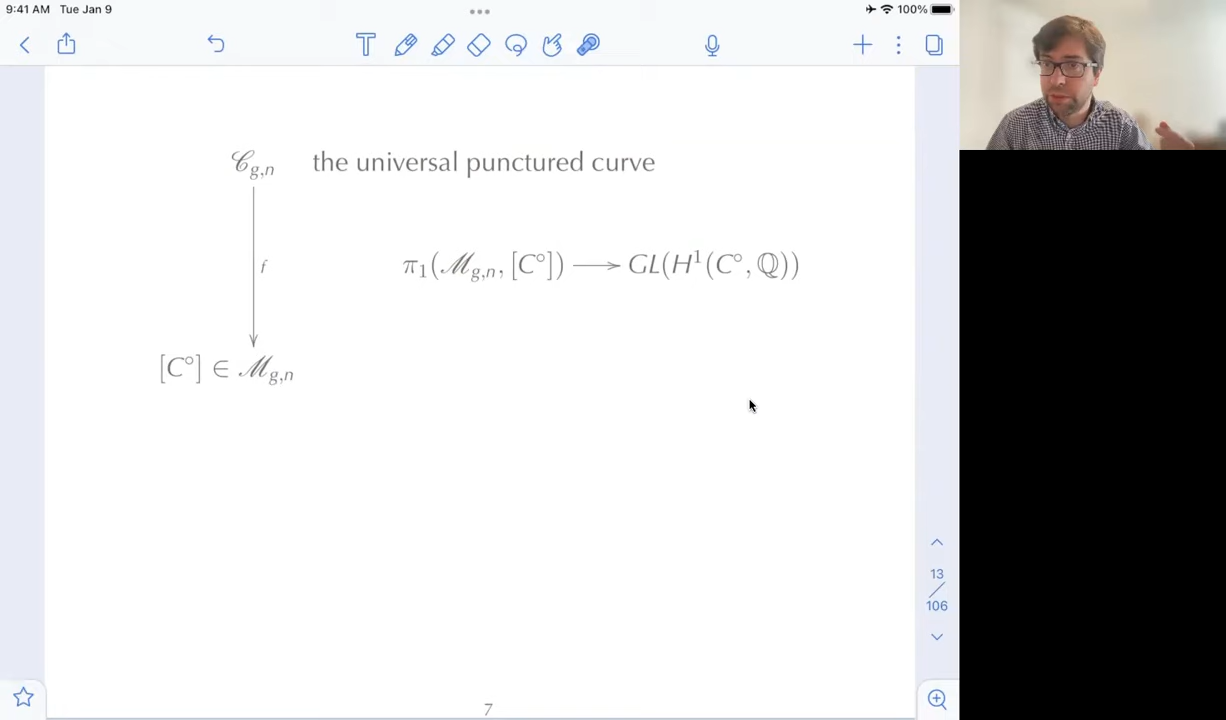 9:41 AM Tue Jan 9
100%
T
𝒞_{g,n} the universal punctured curve
f
π₁(ℳ_{g,n}, [C°]) ⟶ GL(H¹(C°, ℚ))
[C°] ∈ ℳ_{g,n}
13
/
106
7